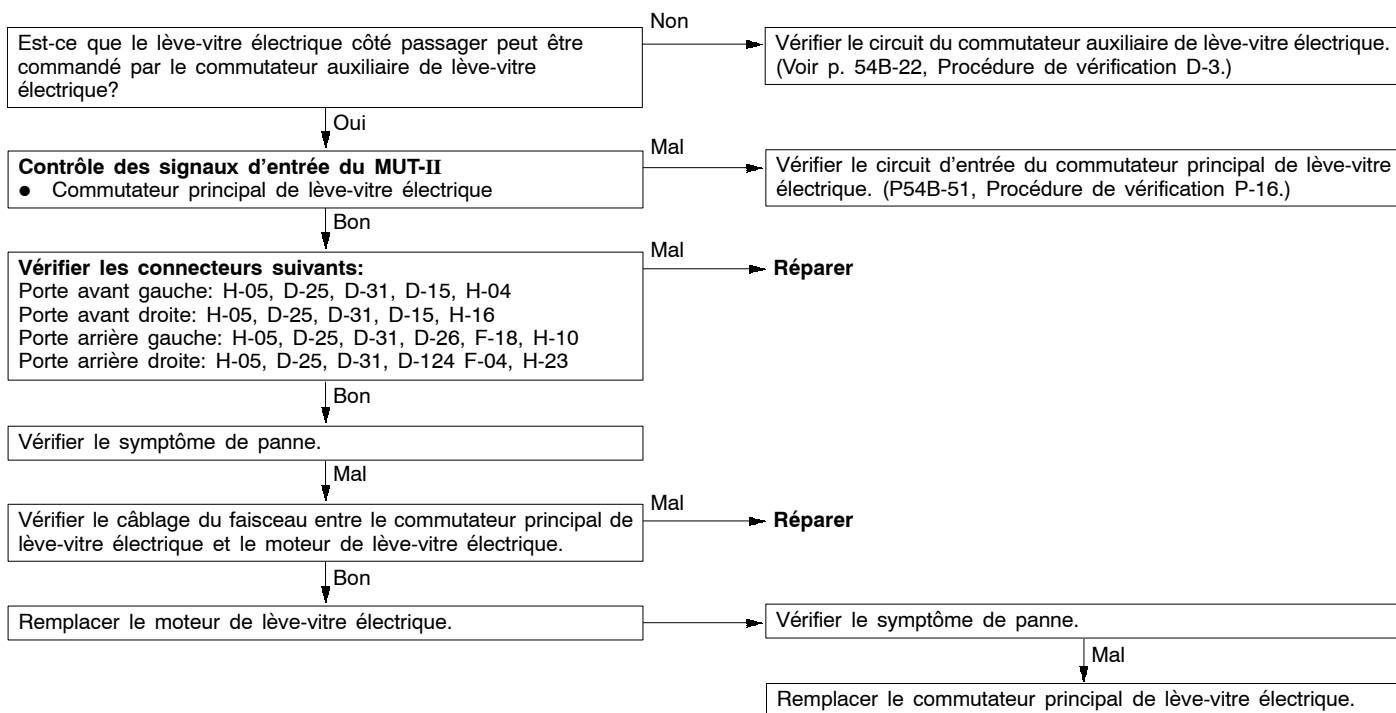 Est-ce que le lève-vitre électrique côté passager peut être
commandé par le commutateur auxiliaire de lève-vitre
électrique?
Non
Vérifier le circuit du commutateur auxiliaire de lève-vitre électrique.
(Voir p. 54B-22, Procédure de vérification D-3.)
Oui
Contrôle des signaux d'entrée du MUT-II
● Commutateur principal de lève-vitre électrique
Mal
Vérifier le circuit d'entrée du commutateur principal de lève-vitre
électrique. (P54B-51, Procédure de vérification P-16.)
Bon
Vérifier les connecteurs suivants:
Porte avant gauche: H-05, D-25, D-31, D-15, H-04
Porte avant droite: H-05, D-25, D-31, D-15, H-16
Porte arrière gauche: H-05, D-25, D-31, D-26, F-18, H-10
Porte arrière droite: H-05, D-25, D-31, D-124 F-04, H-23
Mal
Réparer
Bon
Vérifier le symptôme de panne.
Mal
Vérifier le câblage du faisceau entre le commutateur principal de
lève-vitre électrique et le moteur de lève-vitre électrique.
Mal
Réparer
Bon
Remplacer le moteur de lève-vitre électrique.
Vérifier le symptôme de panne.
Mal
Remplacer le commutateur principal de lève-vitre électrique.